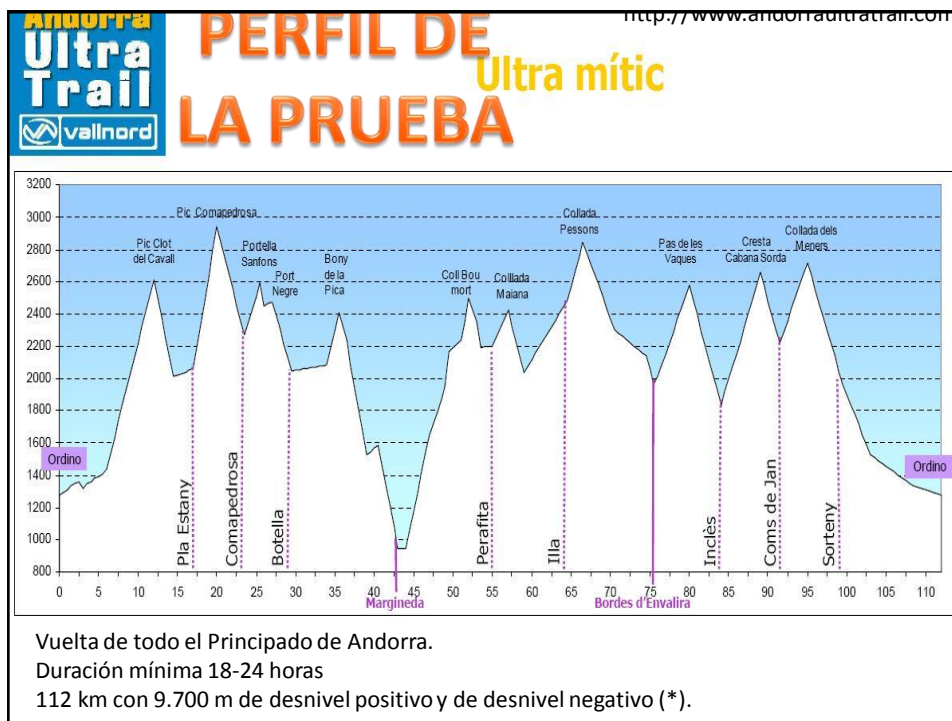 http://www.andorraultratrail.com
Andorra
Ultra
Trail
vallnord
PERFIL DE
LA PRUEBA
Ultra mític
3200
3000
2800
2600
2400
2200
2000
1800
1600
1400
1200
1000
800
Pic Clot
del Cavall
Pic Comapedrosa
Portella
Sanfons
Port
Negre
Bony
de la
Pica
Coll Bou
mort
Colllada
Maiana
Collada
Pessons
Pas de les
Vaques
Cresta
Cabana Sorda
Collada dels
Meners
Ordino
Ordino
Pla Estany
Comapedrosa
Botella
Perafita
Illa
Inclès
Coms de Jan
Sorteny
0 5 10 15 20 25 30 35 40 45 50 55 60 65 70 75 80 85 90 95 100 105 110
Margineda
Bordes d'Envalira
Vuelta de todo el Principado de Andorra.
Duración mínima 18-24 horas
112 km con 9.700 m de desnivel positivo y de desnivel negativo (*).